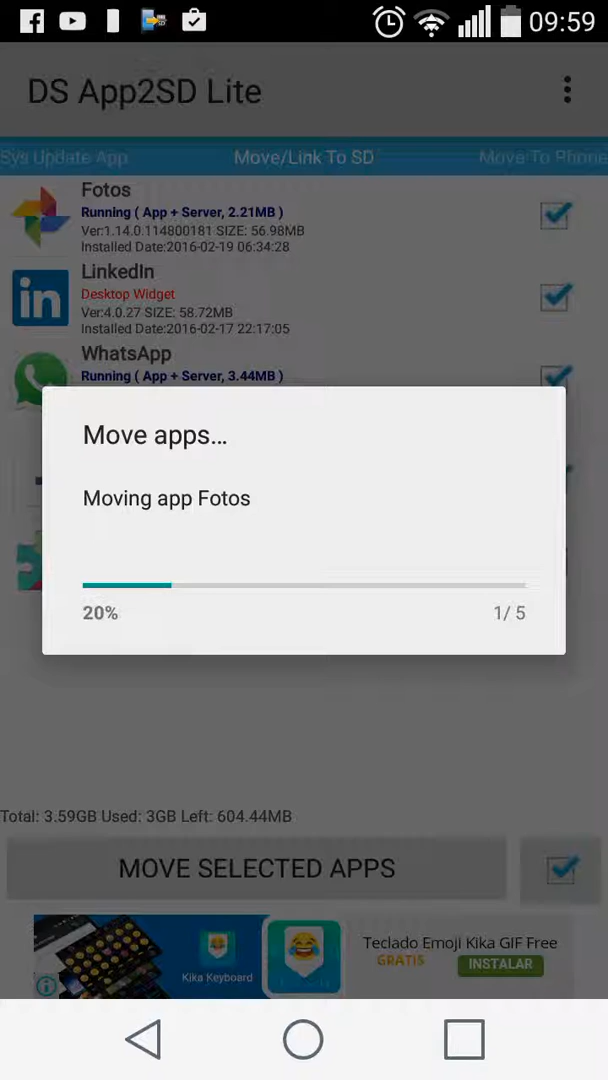 09:59
DS App2SD Lite
Sys Update App
Move/Link To SD
Move To Phone
Fotos
Running ( App + Server, 2.21MB )
Ver:1.14.0.114800181 SIZE: 56.98MB
Installed Date:2016-02-19 06:34:28
in
LinkedIn
Desktop Widget
Ver:4.0.27 SIZE: 58.72MB
Installed Date:2016-02-17 22:17:05
WhatsApp
Running ( App + Server, 3.44MB )
Move apps...
Moving app Fotos
20%
1/ 5
Total: 3.59GB Used: 3GB Left: 604.44MB
MOVE SELECTED APPS
Kika Keyboard
Teclado Emoji Kika GIF Free
GRATIS
INSTALAR